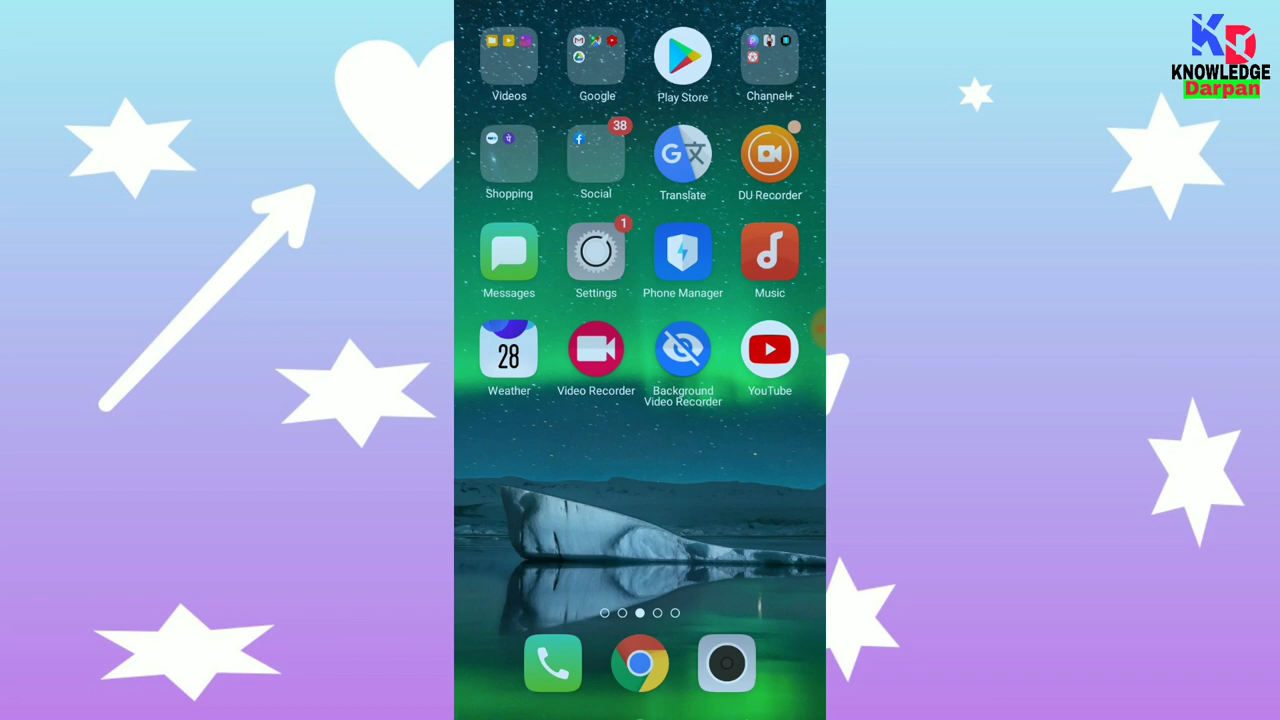 KD
KNOWLEDGE
Darpan
Videos
Google
Play Store
Channel+
38
Shopping
Social
Translate
DU Recorder
1
Messages
Settings
Phone Manager
Music
28
Weather
Video Recorder
Background
Video Recorder
YouTube